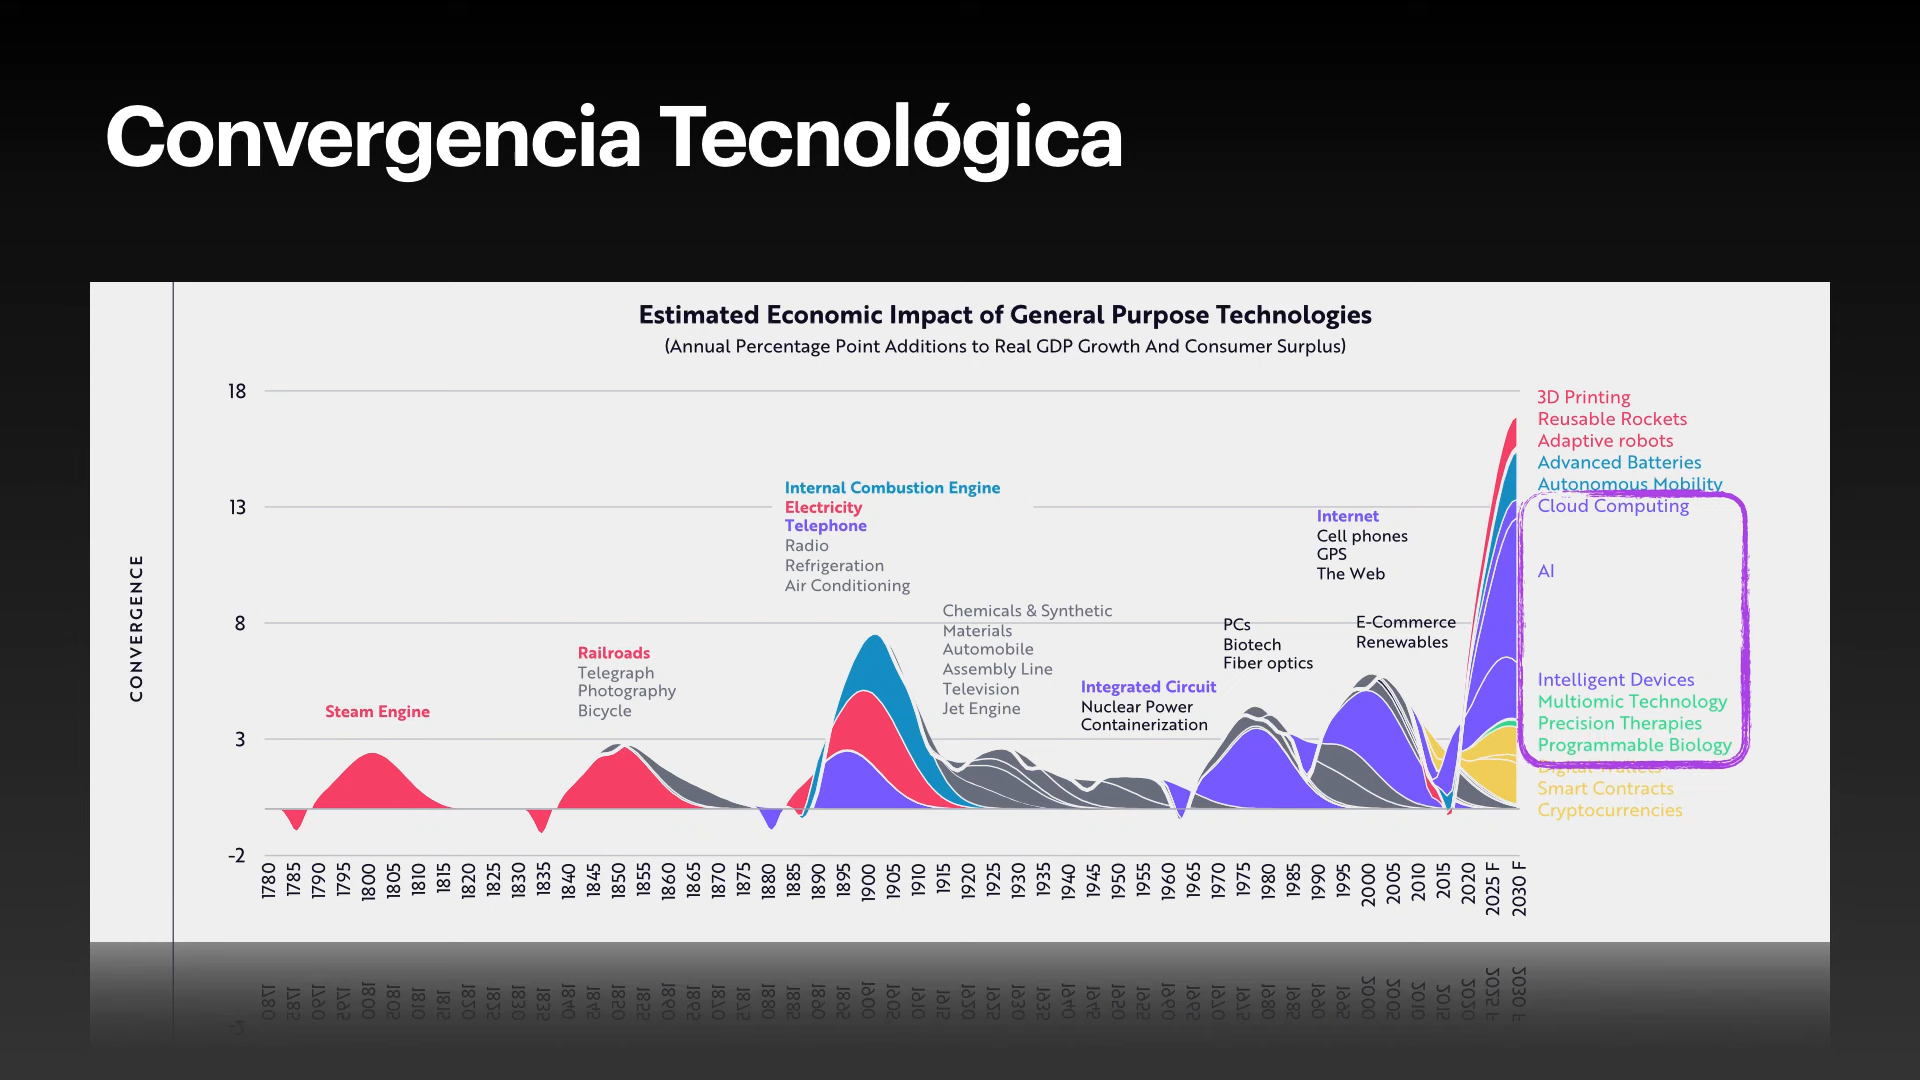 Convergencia Tecnológica
Estimated Economic Impact of General Purpose Technologies
(Annual Percentage Point Additions to Real GDP Growth And Consumer Surplus)
CONVERGENCE
18
13
8
3
-2
Steam Engine
Railroads
Telegraph
Photography
Bicycle
Internal Combustion Engine
Electricity
Telephone
Radio
Refrigeration
Air Conditioning
Chemicals & Synthetic
Materials
Automobile
Assembly Line
Television
Jet Engine
Integrated Circuit
Nuclear Power
Containerization
PCs
Biotech
Fiber optics
Internet
Cell phones
GPS
The Web
E-Commerce
Renewables
3D Printing
Reusable Rockets
Adaptive robots
Advanced Batteries
Autonomous Mobility
Cloud Computing
AI
Intelligent Devices
Multiomic Technology
Precision Therapies
Programmable Biology
Digital Wallets
Smart Contracts
Cryptocurrencies
1780
1785
1790
1795
1800
1805
1810
1815
1820
1825
1830
1835
1840
1845
1850
1855
1860
1865
1870
1875
1880
1885
1890
1895
1900
1905
1910
1915
1920
1925
1930
1935
1940
1945
1950
1955
1960
1965
1970
1975
1980
1985
1990
1995
2000
2005
2010
2015
2020
2025 F
2030 F